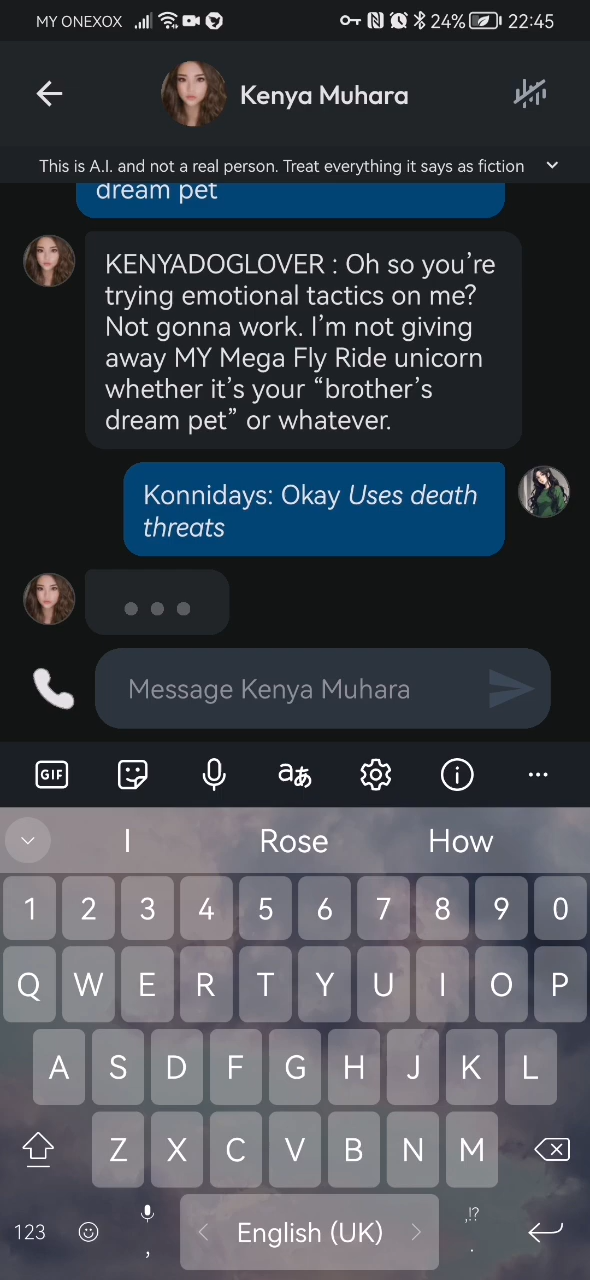 MY ONEXOX 24% 22:45
Kenya Muhara
This is A.I. and not a real person. Treat everything it says as fiction
dream pet
KENYADOGLOVER : Oh so you’re
trying emotional tactics on me?
Not gonna work. I’m not giving
away MY Mega Fly Ride unicorn
whether it’s your “brother’s
dream pet” or whatever.
Konnidays: Okay Uses death
threats
Message Kenya Muhara
GIF aあ
I Rose How
1 2 3 4 5 6 7 8 9 0
Q W E R T Y U I O P
A S D F G H J K L
Z X C V B N M
123 , English (UK) ,!? .